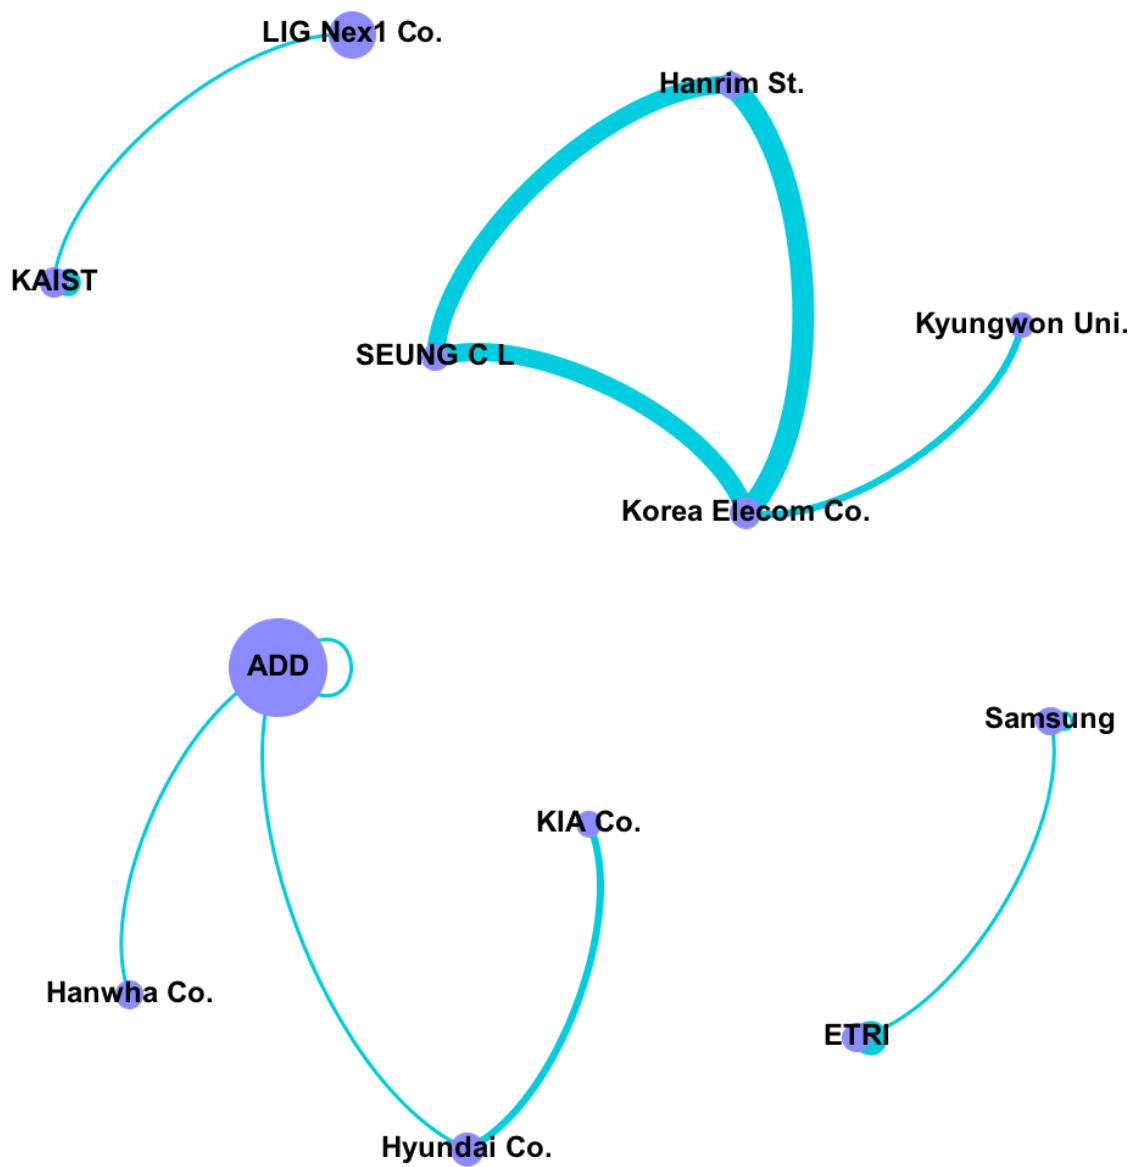 LIG Nex1 Co.
Hanrim St.
KAIST
Kyungwon Uni.
SEUNG C L
Korea Elecom Co.
ADD
Samsung
KIA Co.
Hanwha Co.
ETRI
Hyundai Co.